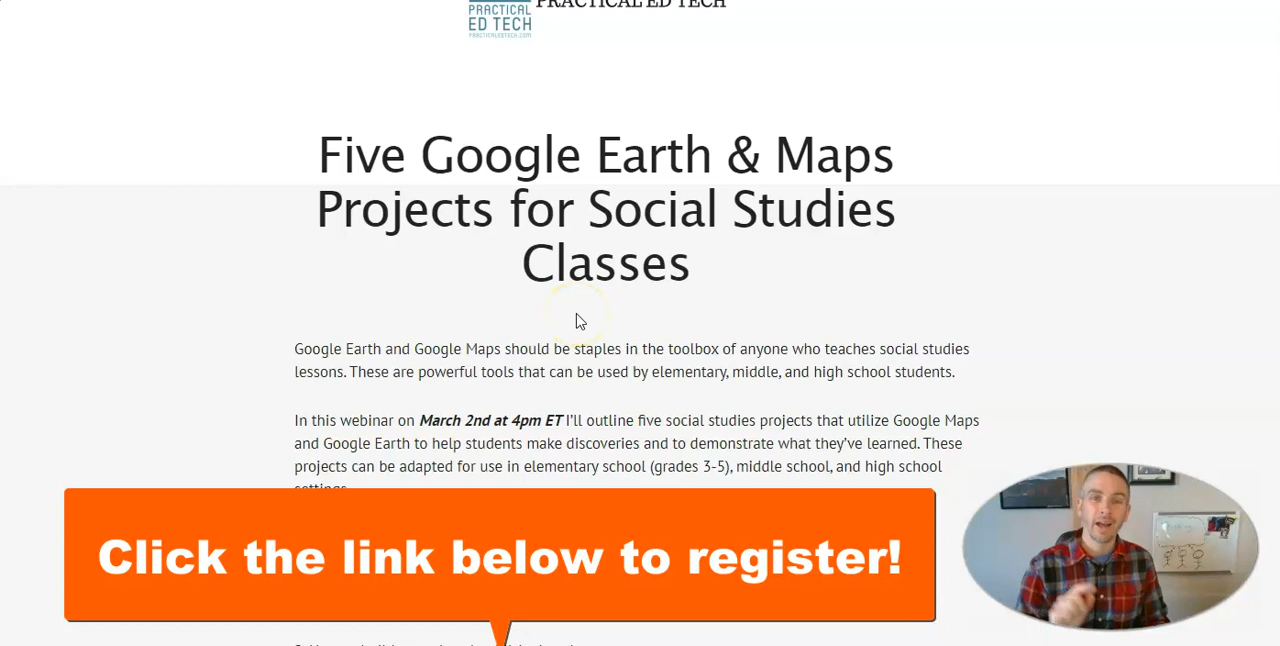 PRACTICAL
ED TECH
PRACTICALEDTECH.COM
PRACTICAL ED TECH
Five Google Earth & Maps
Projects for Social Studies
Classes
Google Earth and Google Maps should be staples in the toolbox of anyone who teaches social studies
lessons. These are powerful tools that can be used by elementary, middle, and high school students.
In this webinar on March 2nd at 4pm ET I'll outline five social studies projects that utilize Google Maps
and Google Earth to help students make discoveries and to demonstrate what they've learned. These
projects can be adapted for use in elementary school (grades 3-5), middle school, and high school
settings.
Click the link below to register!